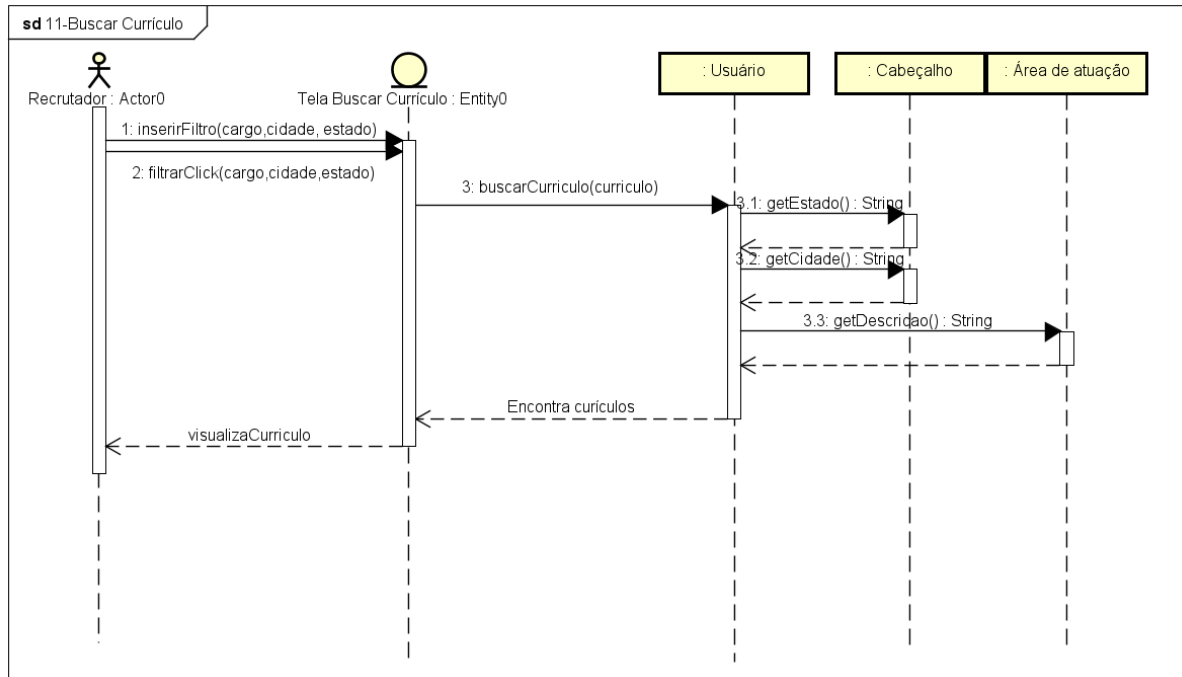 sd 11-Buscar Currículo
Recrutador : Actor0
Tela Buscar Currículo : Entity0
: Usuário
: Cabeçalho
: Área de atuação
1: inserirFiltro(cargo,cidade, estado)
2: filtrarClick(cargo,cidade,estado)
3: buscarCurriculo(curriculo)
3.1: getEstado() : String
3.2: getCidade() : String
3.3: getDescricao() : String
Encontra curículos
visualizaCurriculo